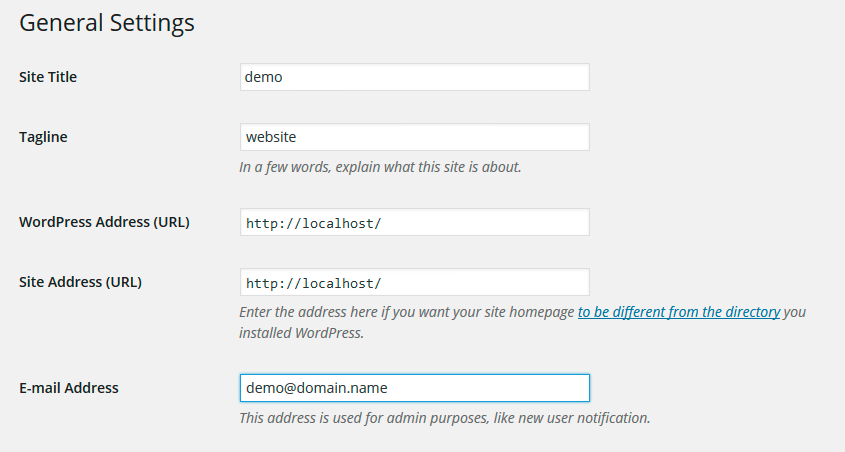 General Settings
Site Title
demo
Tagline
website
In a few words, explain what this site is about.
WordPress Address (URL)
http://localhost/
Site Address (URL)
http://localhost/
Enter the address here if you want your site homepage to be different from the directory you
installed WordPress.
E-mail Address
demo@domain.name
This address is used for admin purposes, like new user notification.